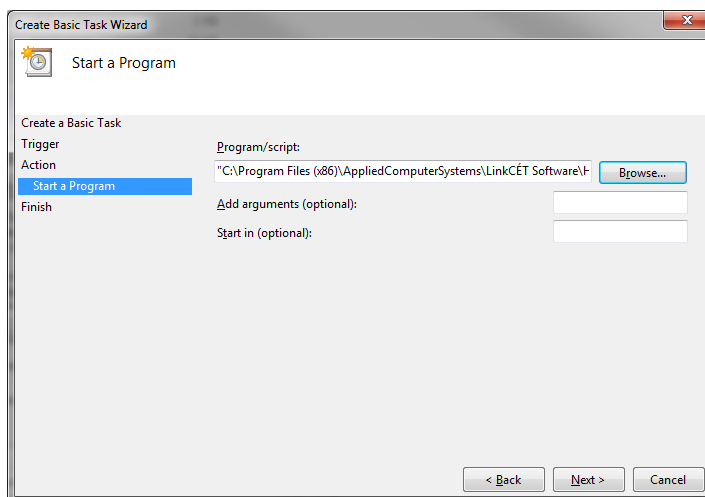 Create Basic Task Wizard
Start a Program
Create a Basic Task
Trigger
Action
Start a Program
Finish
Program/script:
"C:\Program Files (x86)\AppliedComputerSystems\LinkCÉT Software\H
Browse...
Add arguments (optional):
Start in (optional):
< Back
Next >
Cancel